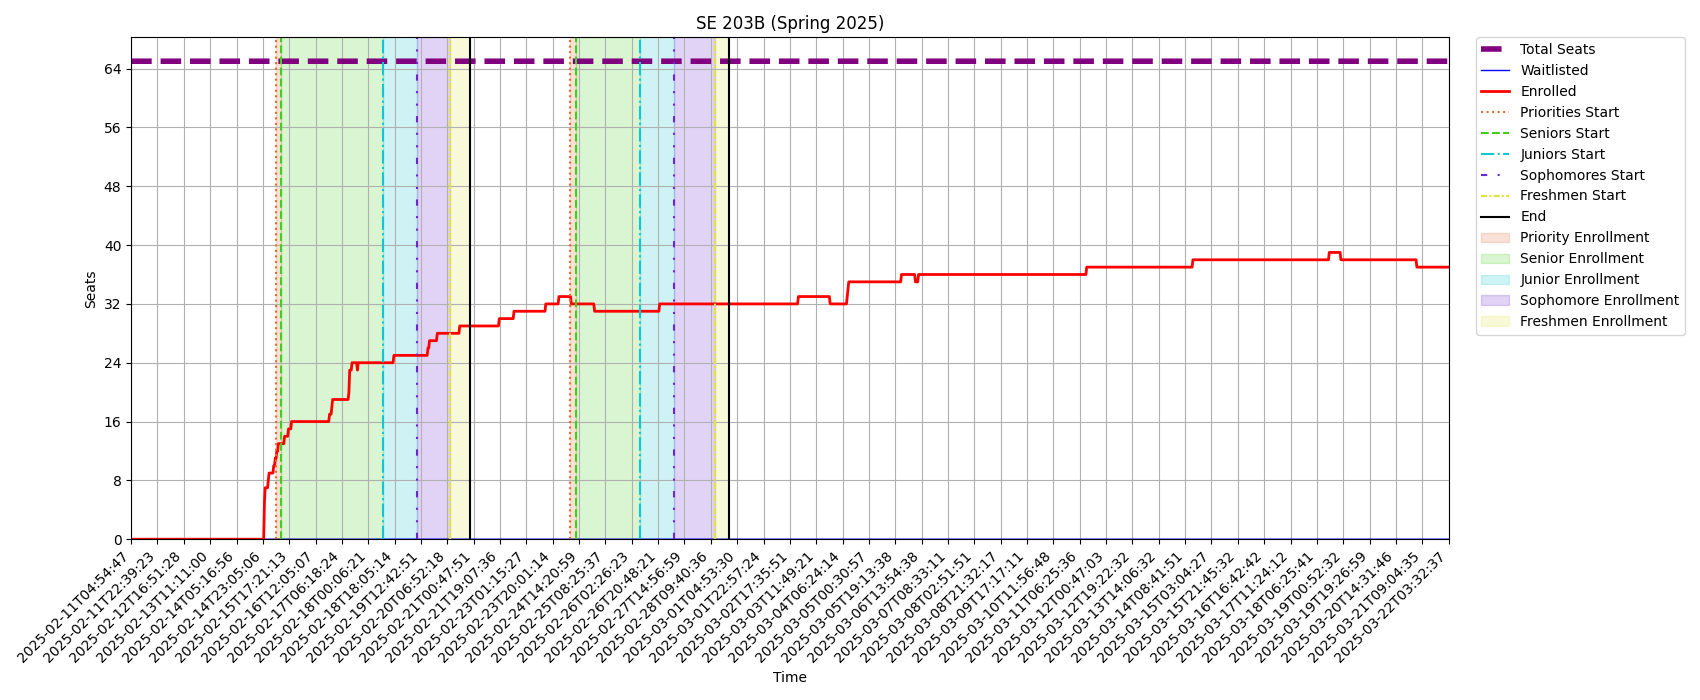 SE 203B (Spring 2025)
Total Seats
Waitlisted
Enrolled
Priorities Start
Seniors Start
Juniors Start
Sophomores Start
Freshmen Start
End
Priority Enrollment
Senior Enrollment
Junior Enrollment
Sophomore Enrollment
Freshmen Enrollment
Seats
64
56
48
40
32
24
16
8
0
2025-02-11T04:54:47
2025-02-11T22:39:23
2025-02-12T16:51:28
2025-02-13T11:11:00
2025-02-14T05:16:56
2025-02-14T23:05:06
2025-02-15T17:21:13
2025-02-16T12:05:07
2025-02-17T06:18:24
2025-02-18T00:06:21
2025-02-18T18:05:14
2025-02-19T12:42:51
2025-02-20T06:52:18
2025-02-21T00:47:51
2025-02-21T19:07:36
2025-02-23T01:15:27
2025-02-23T20:01:14
2025-02-24T14:20:59
2025-02-25T08:25:37
2025-02-26T02:26:23
2025-02-26T20:48:21
2025-02-27T14:56:59
2025-02-28T09:40:36
2025-03-01T04:53:30
2025-03-01T22:57:24
2025-03-02T17:35:51
2025-03-03T11:49:21
2025-03-04T06:24:14
2025-03-05T00:30:57
2025-03-05T19:13:38
2025-03-06T13:54:38
2025-03-07T08:33:11
2025-03-08T02:51:51
2025-03-08T21:32:17
2025-03-09T17:17:11
2025-03-10T11:56:48
2025-03-11T06:25:36
2025-03-12T00:47:03
2025-03-12T19:22:32
2025-03-13T14:06:32
2025-03-14T08:41:51
2025-03-15T03:04:27
2025-03-15T21:45:32
2025-03-16T16:42:42
2025-03-17T11:24:12
2025-03-18T06:25:41
2025-03-19T00:52:32
2025-03-19T19:26:59
2025-03-20T14:31:46
2025-03-21T09:04:35
2025-03-22T03:32:37
Time